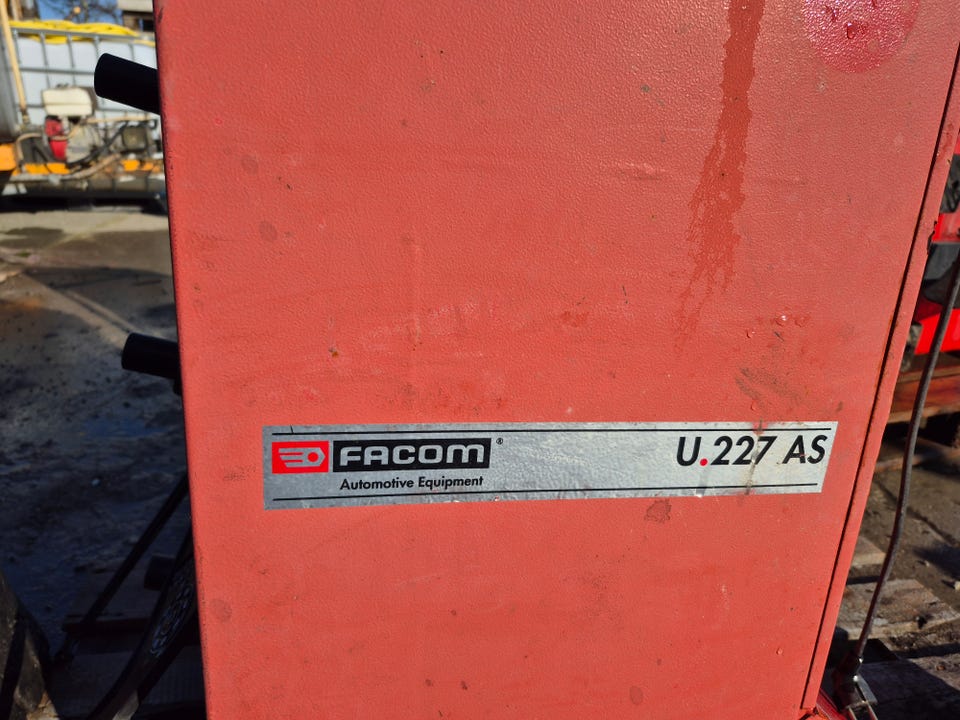 FACOM® U.227 AS
Automotive Equipment